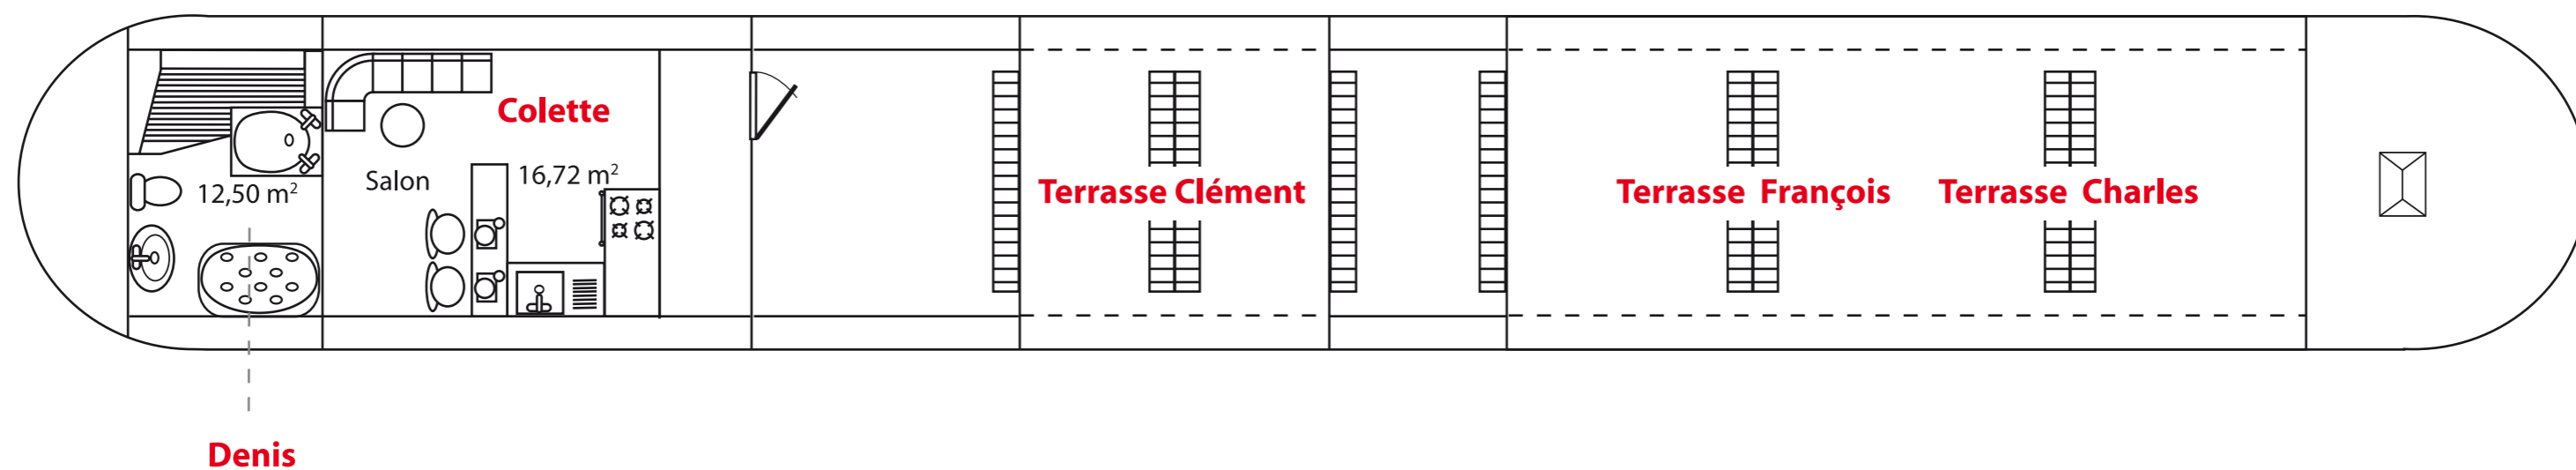 Colette
Salon
16,72 m²
12,50 m²
Terrasse Clément
Terrasse François
Terrasse Charles
Denis